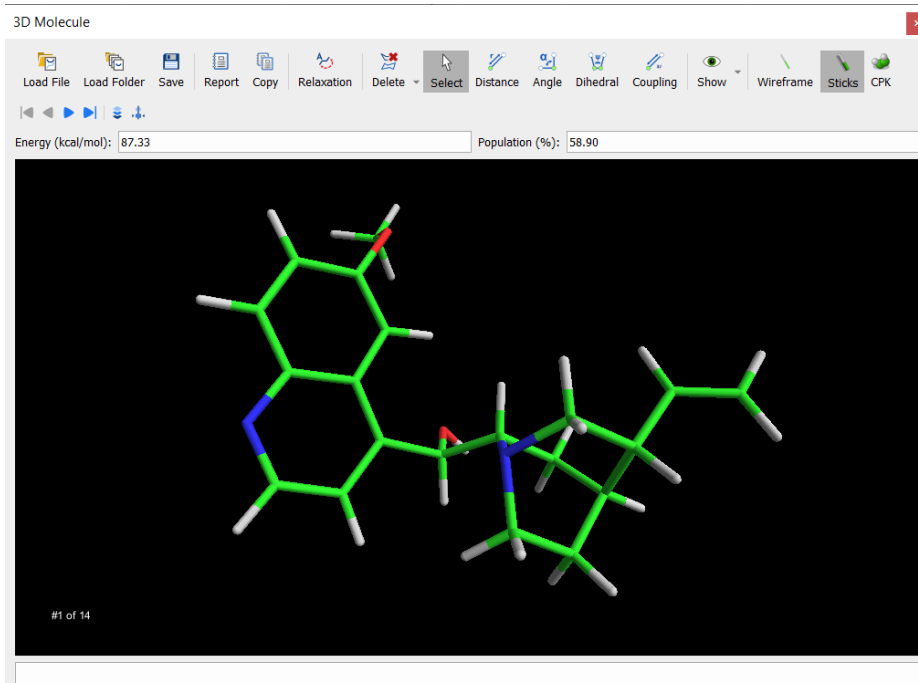 3D Molecule
Load File Load Folder Save Report Copy Relaxation Delete Select Distance Angle Dihedral Coupling Show Wireframe Sticks CPK
Energy (kcal/mol): 87.33 Population (%): 58.90
#1 of 14